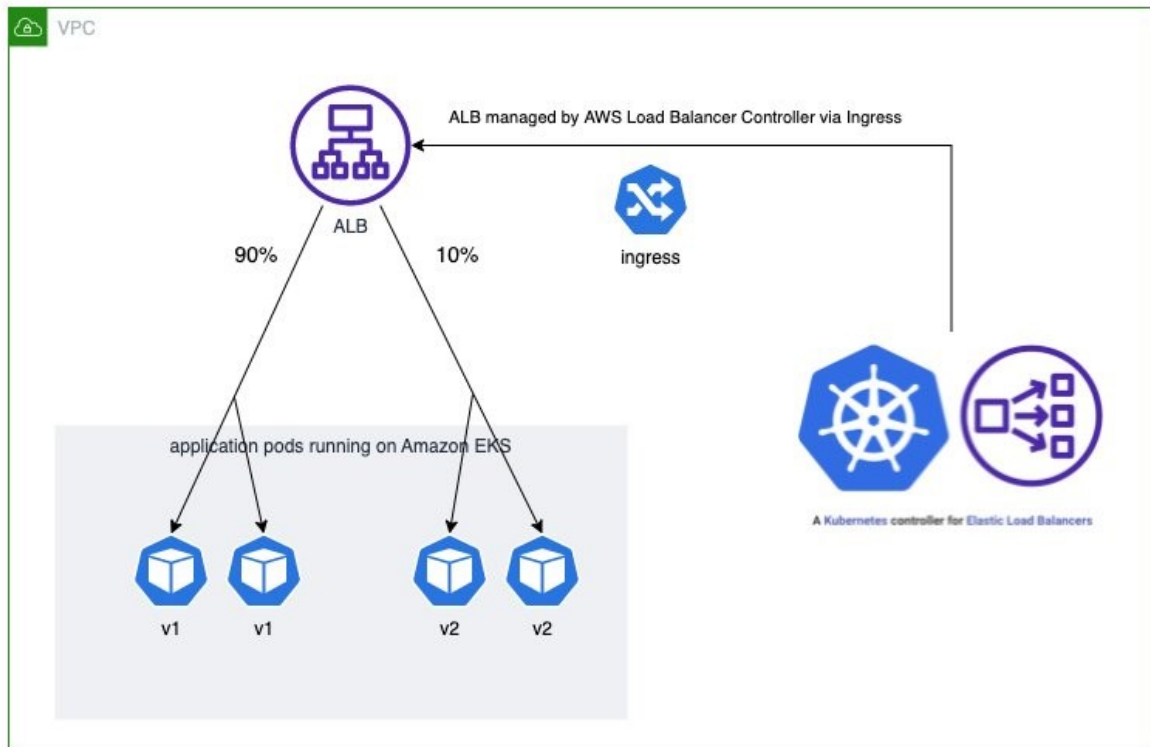 VPC
ALB managed by AWS Load Balancer Controller via Ingress
ALB
90%
10%
ingress
application pods running on Amazon EKS
A Kubernetes controller for Elastic Load Balancers
v1
v1
v2
v2